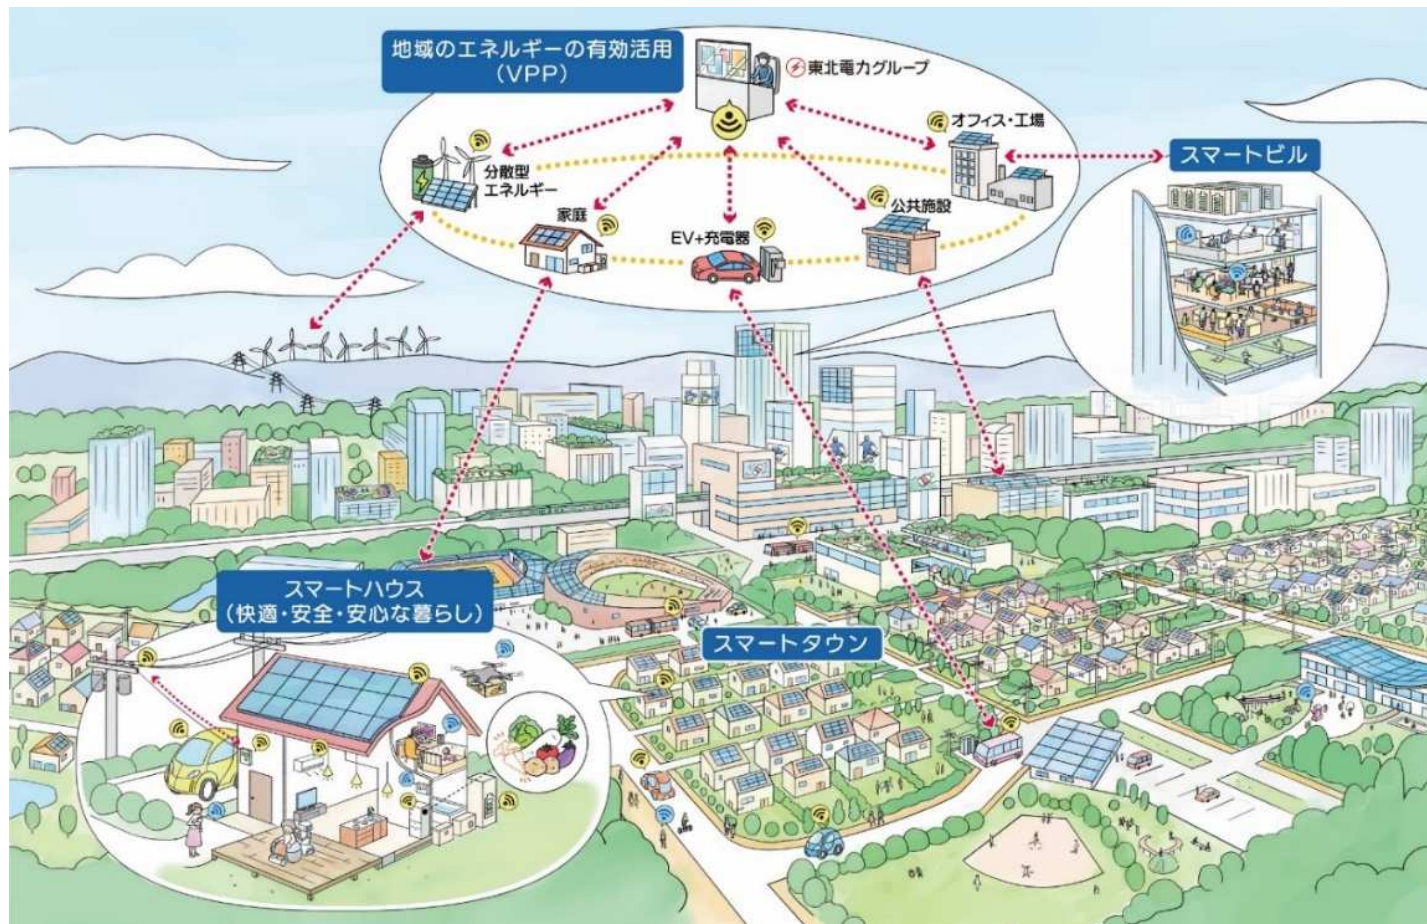 地域のエネルギーの有効活用
（VPP）
東北電力グループ
オフィス・工場
スマートビル
分散型
エネルギー
家庭
EV+充電器
公共施設
スマートハウス
（快適・安全・安心な暮らし）
スマートタウン